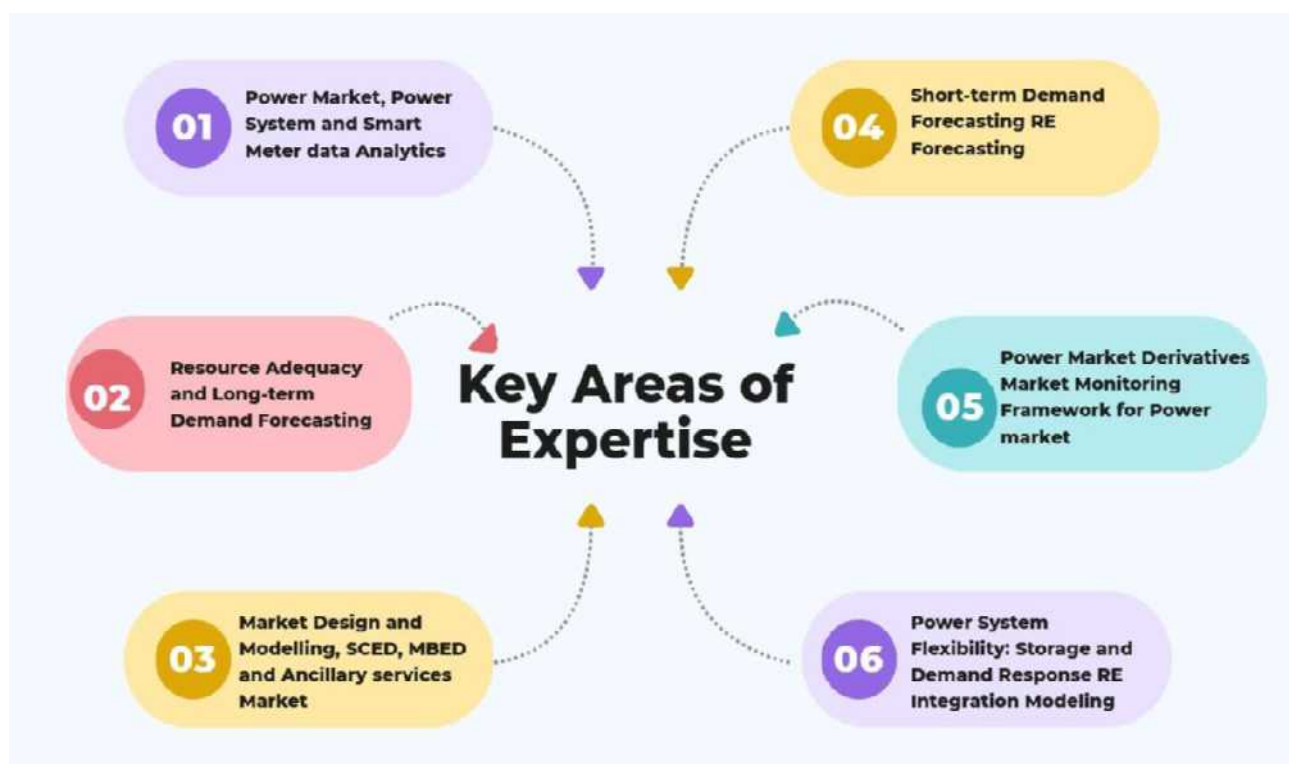 01
Power Market, Power
System and Smart
Meter data Analytics
02
Resource Adequacy
and Long-term
Demand Forecasting
03
Market Design and
Modelling, SCED, MBED
and Ancillary services
Market
Key Areas of
Expertise
04
Short-term Demand
Forecasting RE
Forecasting
05
Power Market Derivatives
Market Monitoring
Framework for Power
market
06
Power System
Flexibility: Storage and
Demand Response RE
Integration Modeling